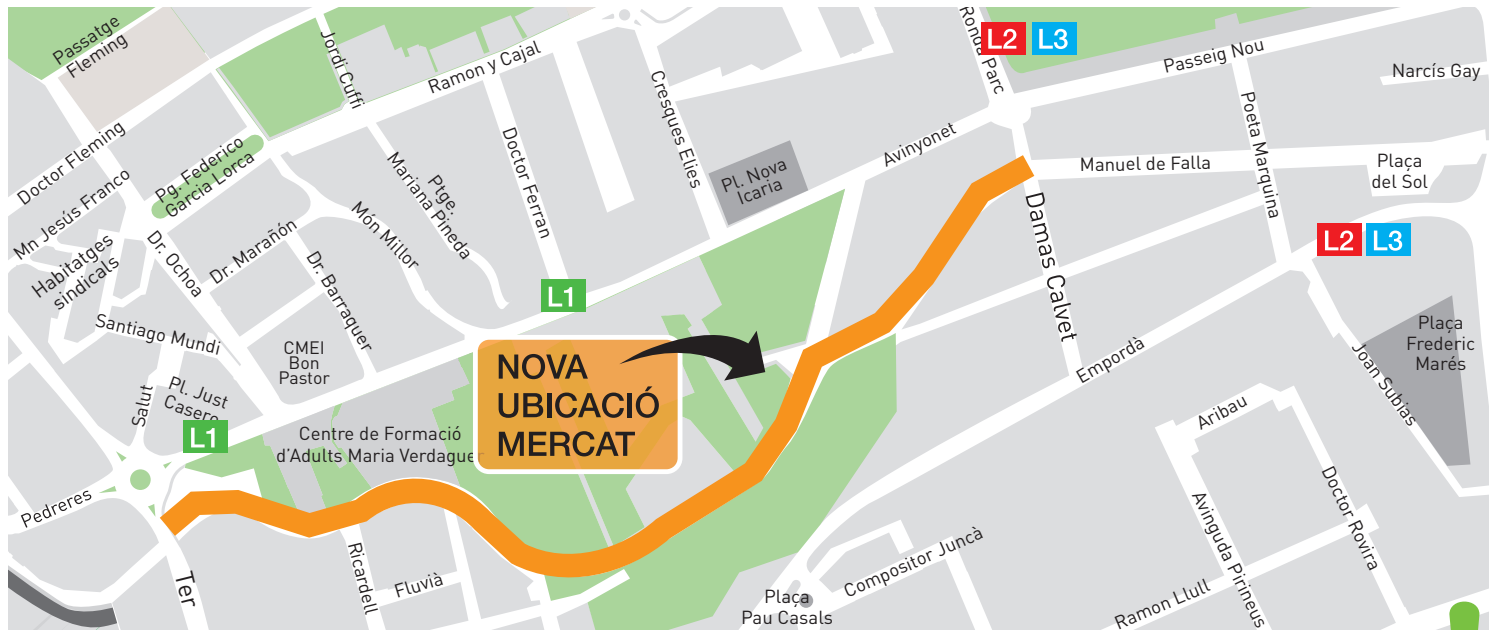 Passatge
Fleming
Jordi Cuffi
Ramon y Cajal
Cresques Elies
Ronda Parc
L2 L3
Passeig Nou
Narcís Gay
Doctor Fleming
Pg. Federico
Garcia Lorca
Mariana Pineda
Ptge.
Doctor Ferran
Pl. Nova
Icaria
Avinyonet
Poeta Marquina
Manuel de Falla
Plaça
del Sol
Mn Jesús Franco
Habitatges
sindicals
Dr. Ochoa
Dr. Marañón
Món Millor
Dr. Barraquer
Damas Calvet
L2 L3
L1
Santiago Mundi
CMEI
Bon
Pastor
NOVA
UBICACIÓ
MERCAT
Plaça
Frederic
Marés
Joan Subias
Empordà
Salut
Pl. Just
Casero
L1
Centre de Formació
d'Adults Maria Verdaguer
Aribau
Pedreres
Ter
Ricardell
Fluvià
Plaça
Pau Casals
Compositor Juncà
Avinguda Pirineus
Doctor Rovira
Ramon Llull